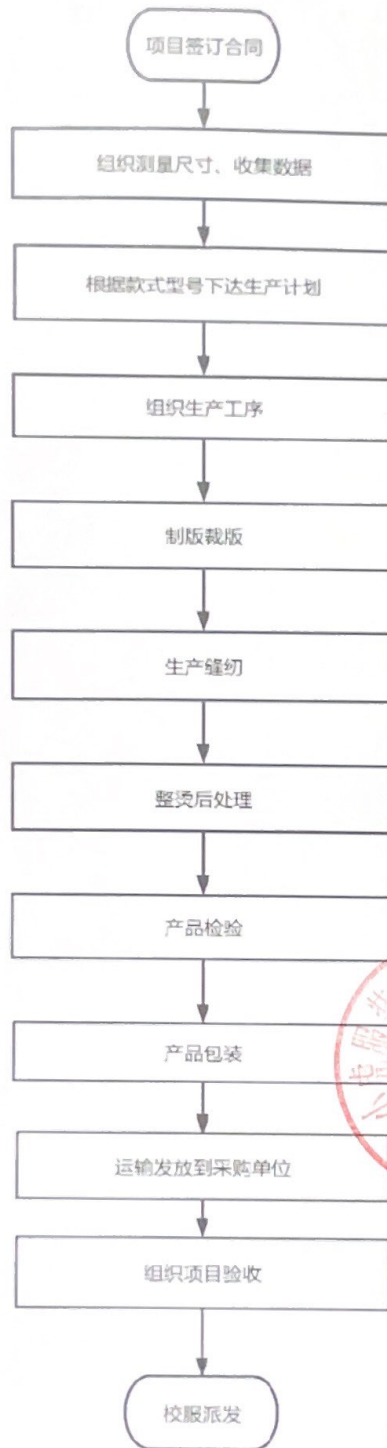 项目签订合同
组织测量尺寸、收集数据
根据款式型号下达生产计划
组织生产工序
制版裁版
生产缝纫
整烫后处理
产品检验
产品包装
运输发放到采购单位
组织项目验收
校服派发